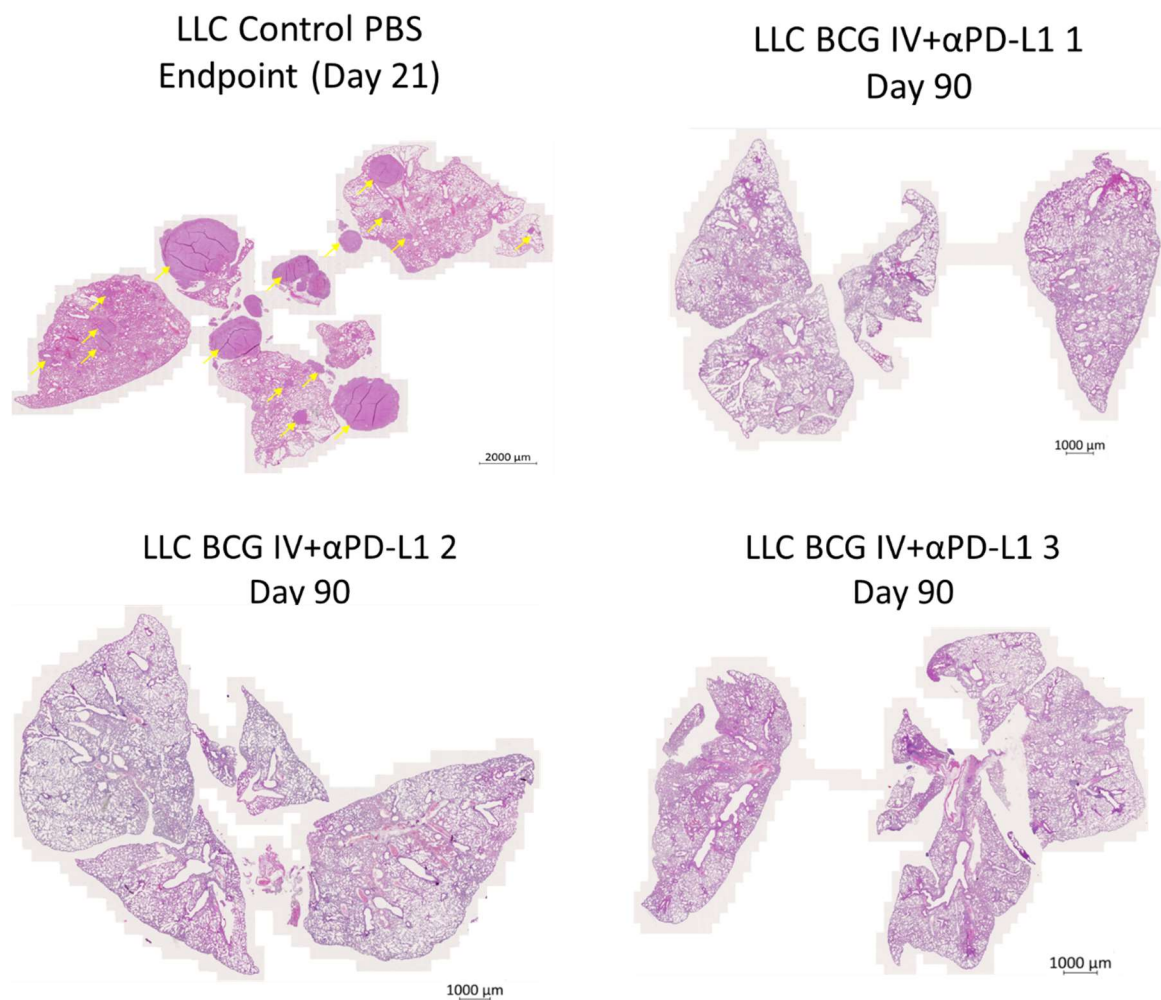 LLC Control PBS
Endpoint (Day 21)
2000 µm
LLC BCG IV+αPD-L1 1
Day 90
1000 µm
LLC BCG IV+αPD-L1 2
Day 90
1000 µm
LLC BCG IV+αPD-L1 3
Day 90
1000 µm